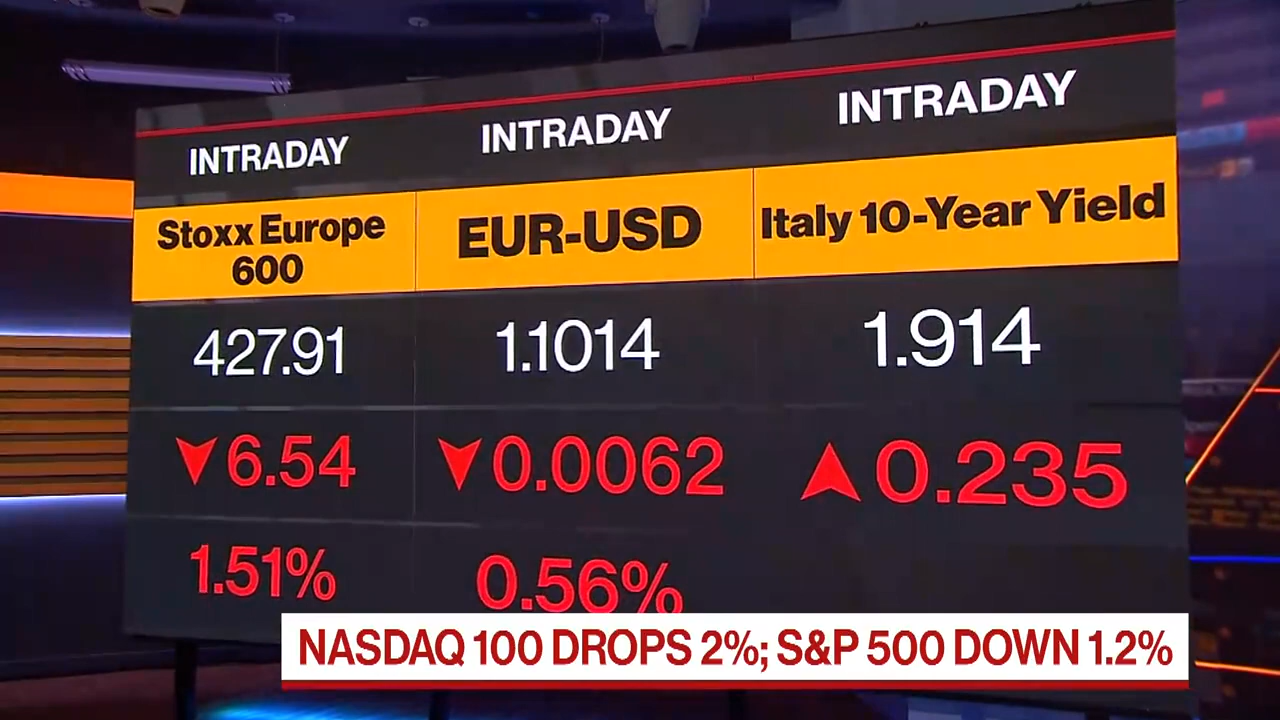 INTRADAY
INTRADAY
INTRADAY
Stoxx Europe
600
EUR-USD
Italy 10-Year Yield
427.91
1.1014
1.914
▼6.54
▼0.0062
▲0.235
1.51%
0.56%
NASDAQ 100 DROPS 2%; S&P 500 DOWN 1.2%